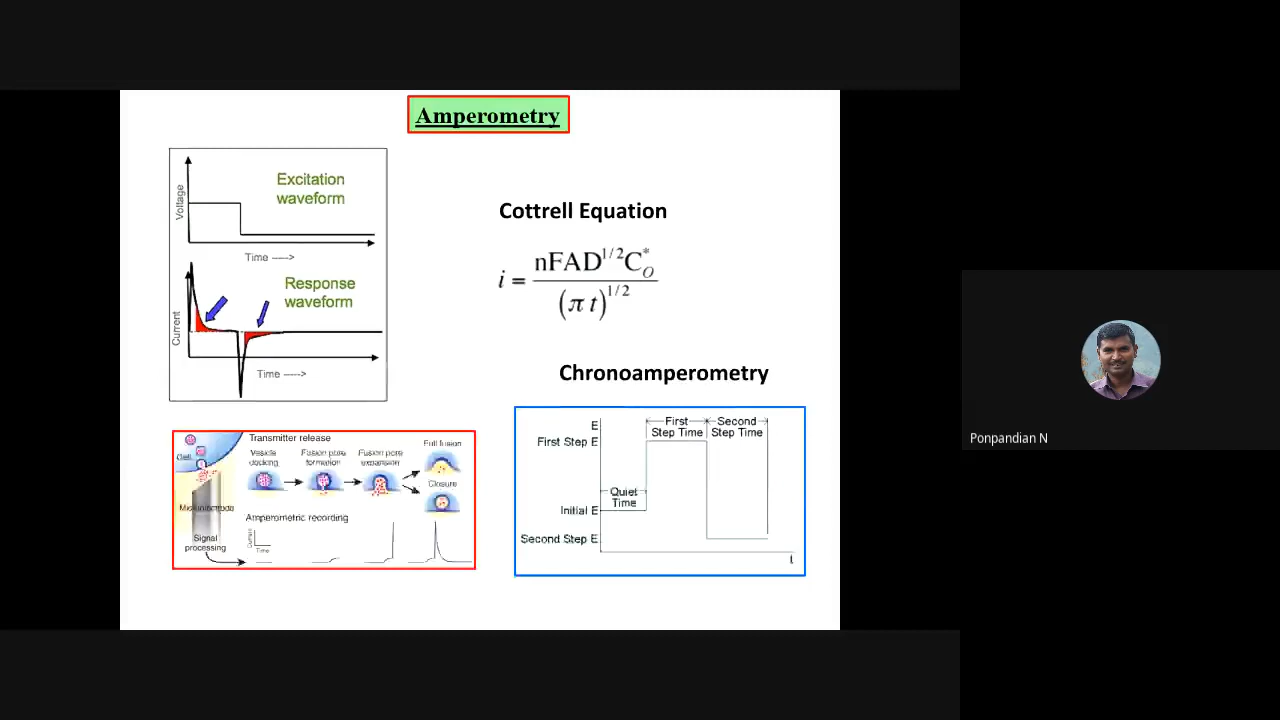 Amperometry
Excitation
waveform
Voltage
Time ---->
Response
waveform
Current
Time ---->
Cottrell Equation
i = nFAD^1/2 C*_O / (π t)^1/2
Chronoamperometry
E
First Step E
First
Step Time
Second
Step Time
Quiet
Time
Initial E
Second Step E
t
Transmitter release
Cell
Vesicle
docking
Fusion pore
formation
Fusion pore
expansion
Full fusion
Closure
Microelectrode
Amperometric recording
Signal
processing
Current
Time
Ponpandian N